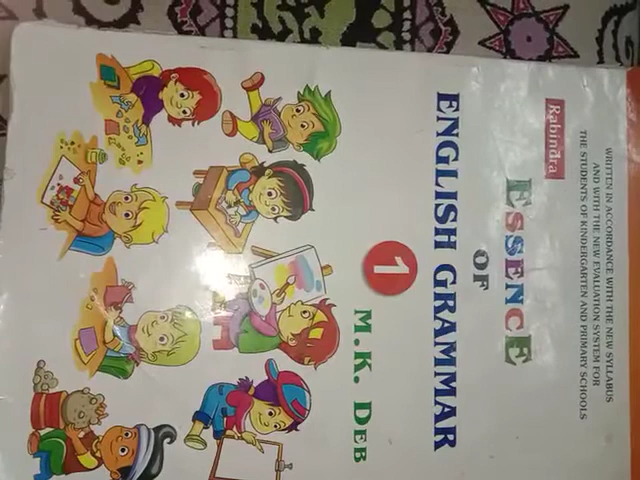 WRITTEN IN ACCORDANCE WITH THE NEW SYLLABUS
AND WITH THE NEW EVALUATION SYSTEM FOR
THE STUDENTS OF KINDERGARTEN AND PRIMARY SCHOOLS
Rabindra
ESSENCE
OF
ENGLISH GRAMMAR
1
M.K. DEB